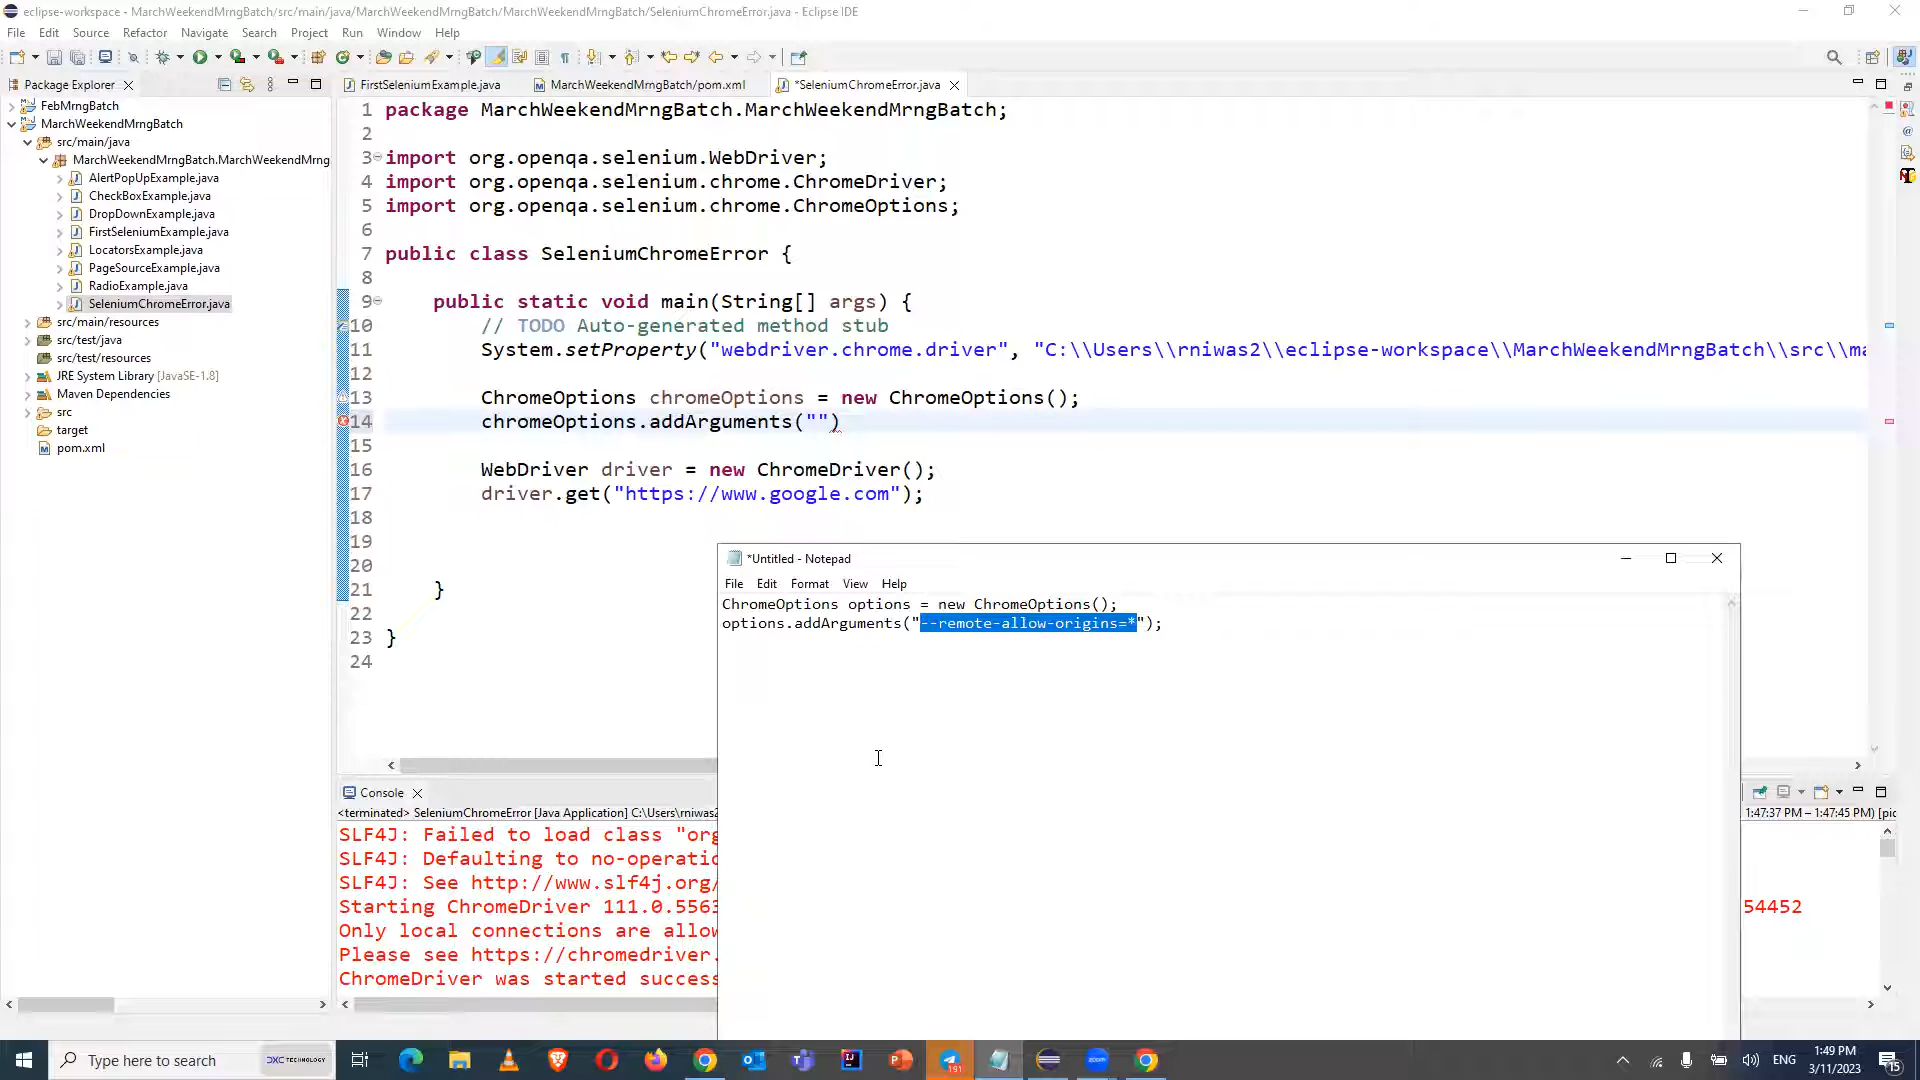 eclipse-workspace - MarchWeekendMrngBatch/src/main/java/MarchWeekendMrngBatch/MarchWeekendMrngBatch/SeleniumChromeError.java - Eclipse IDE
File Edit Source Refactor Navigate Search Project Run Window Help
Package Explorer
FebMrngBatch
MarchWeekendMrngBatch
src/main/java
MarchWeekendMrngBatch.MarchWeekendMrng
AlertPopUpExample.java
CheckBoxExample.java
DropDownExample.java
FirstSeleniumExample.java
LocatorsExample.java
PageSourceExample.java
RadioExample.java
SeleniumChromeError.java
src/main/resources
src/test/java
src/test/resources
JRE System Library [JavaSE-1.8]
Maven Dependencies
src
target
pom.xml
FirstSeleniumExample.java MarchWeekendMrngBatch/pom.xml *SeleniumChromeError.java
1 package MarchWeekendMrngBatch.MarchWeekendMrngBatch;
2
3 import org.openqa.selenium.WebDriver;
4 import org.openqa.selenium.chrome.ChromeDriver;
5 import org.openqa.selenium.chrome.ChromeOptions;
6
7 public class SeleniumChromeError {
8
9 public static void main(String[] args) {
10 // TODO Auto-generated method stub
11 System.setProperty("webdriver.chrome.driver", "C:\\Users\\rniwas2\\eclipse-workspace\\MarchWeekendMrngBatch\\src\\ma
12
13 ChromeOptions chromeOptions = new ChromeOptions();
14 chromeOptions.addArguments("")
15
16 WebDriver driver = new ChromeDriver();
17 driver.get("https://www.google.com");
18
19
20
21 }
22
23 }
24
*Untitled - Notepad
File Edit Format View Help
ChromeOptions options = new ChromeOptions();
options.addArguments("--remote-allow-origins=*");
Console
<terminated> SeleniumChromeError [Java Application] C:\Users\rniwas2 1:47:37 PM – 1:47:45 PM) [pic
SLF4J: Failed to load class "org
SLF4J: Defaulting to no-operatio
SLF4J: See http://www.slf4j.org/
Starting ChromeDriver 111.0.5563 54452
Only local connections are allow
Please see https://chromedriver.
ChromeDriver was started success
Type here to search
DXC TECHNOLOGY
191
ENG
1:49 PM
3/11/2023
15